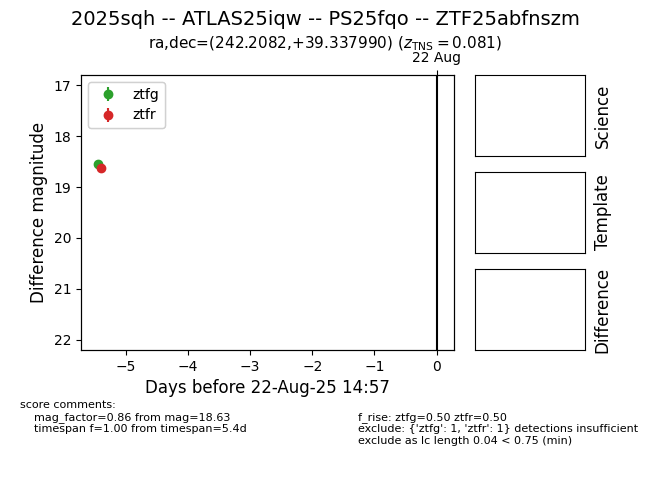 2025sqh -- ATLAS25iqw -- PS25fqo -- ZTF25abfnszm
ra,dec=(242.2082,+39.337990) (z_TNS = 0.081)
22 Aug
ztfg
ztfr
17
18
19
20
21
22
Difference magnitude
−5
−4
−3
−2
−1
0
Days before 22-Aug-25 14:57
Science
Template
Difference
score comments:
mag_factor=0.86 from mag=18.63
timespan f=1.00 from timespan=5.4d
f_rise: ztfg=0.50 ztfr=0.50
exclude: {'ztfg': 1, 'ztfr': 1} detections insufficient
exclude as lc length 0.04 < 0.75 (min)